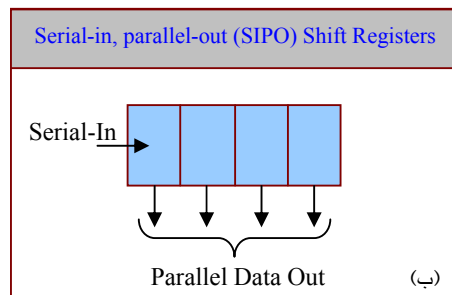 Serial-in, parallel-out (SIPO) Shift Registers
Serial-In
Parallel Data Out
(ب)